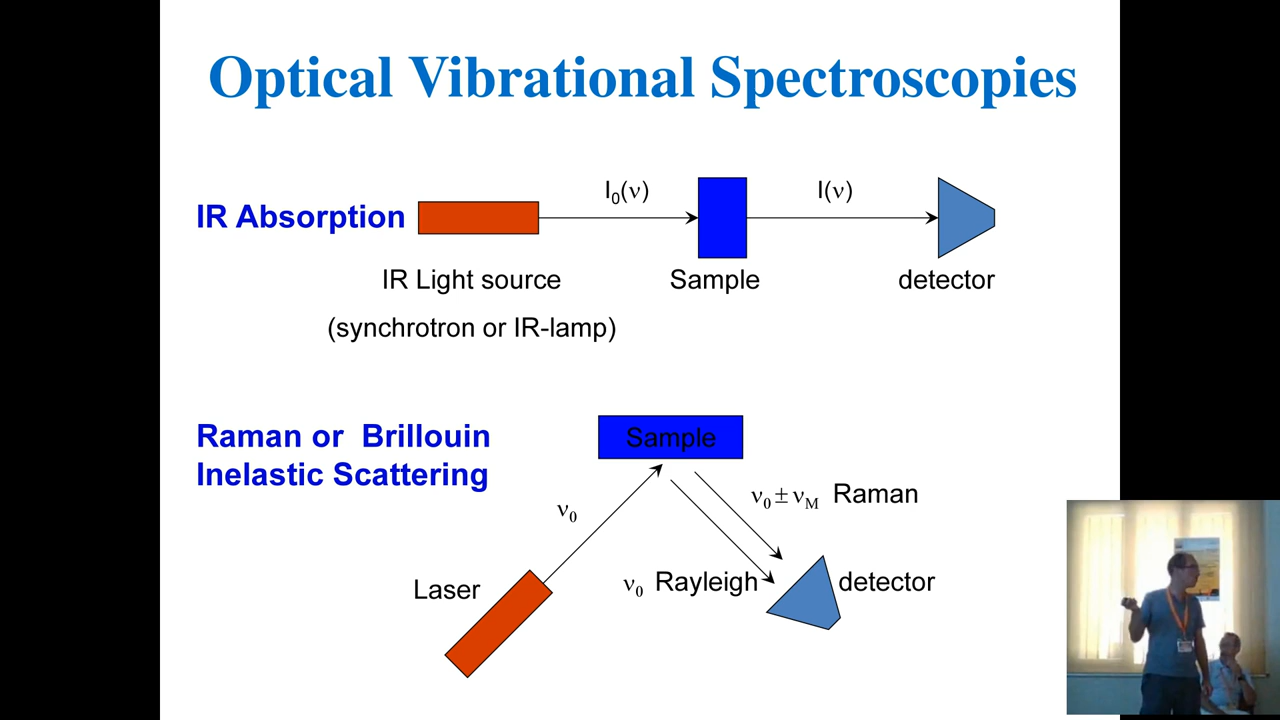 Optical Vibrational Spectroscopies
I₀(ν)
I(ν)
IR Absorption
IR Light source
Sample
detector
(synchrotron or IR-lamp)
Raman or Brillouin
Inelastic Scattering
Sample
ν₀
ν₀ ± νM Raman
Laser
ν₀ Rayleigh
detector